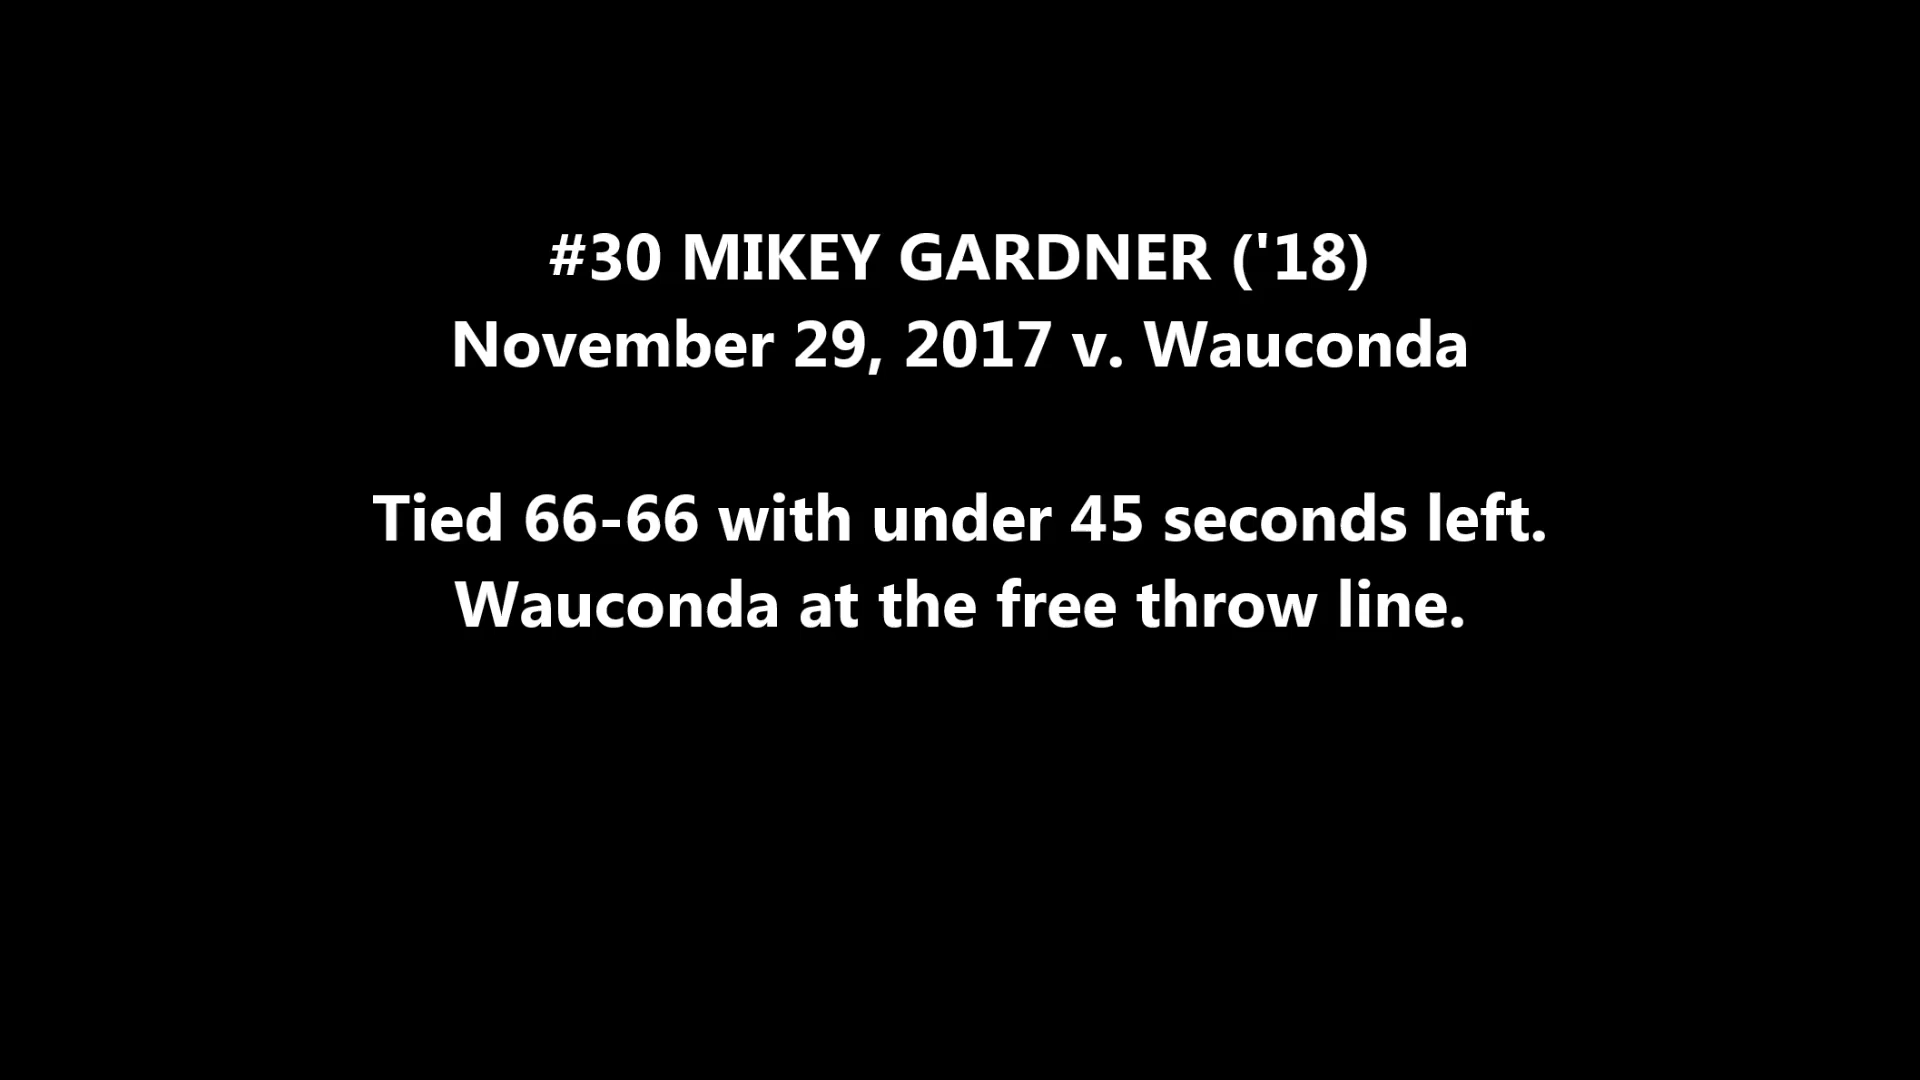 #30 MIKEY GARDNER ('18)
November 29, 2017 v. Wauconda
Tied 66-66 with under 45 seconds left.
Wauconda at the free throw line.